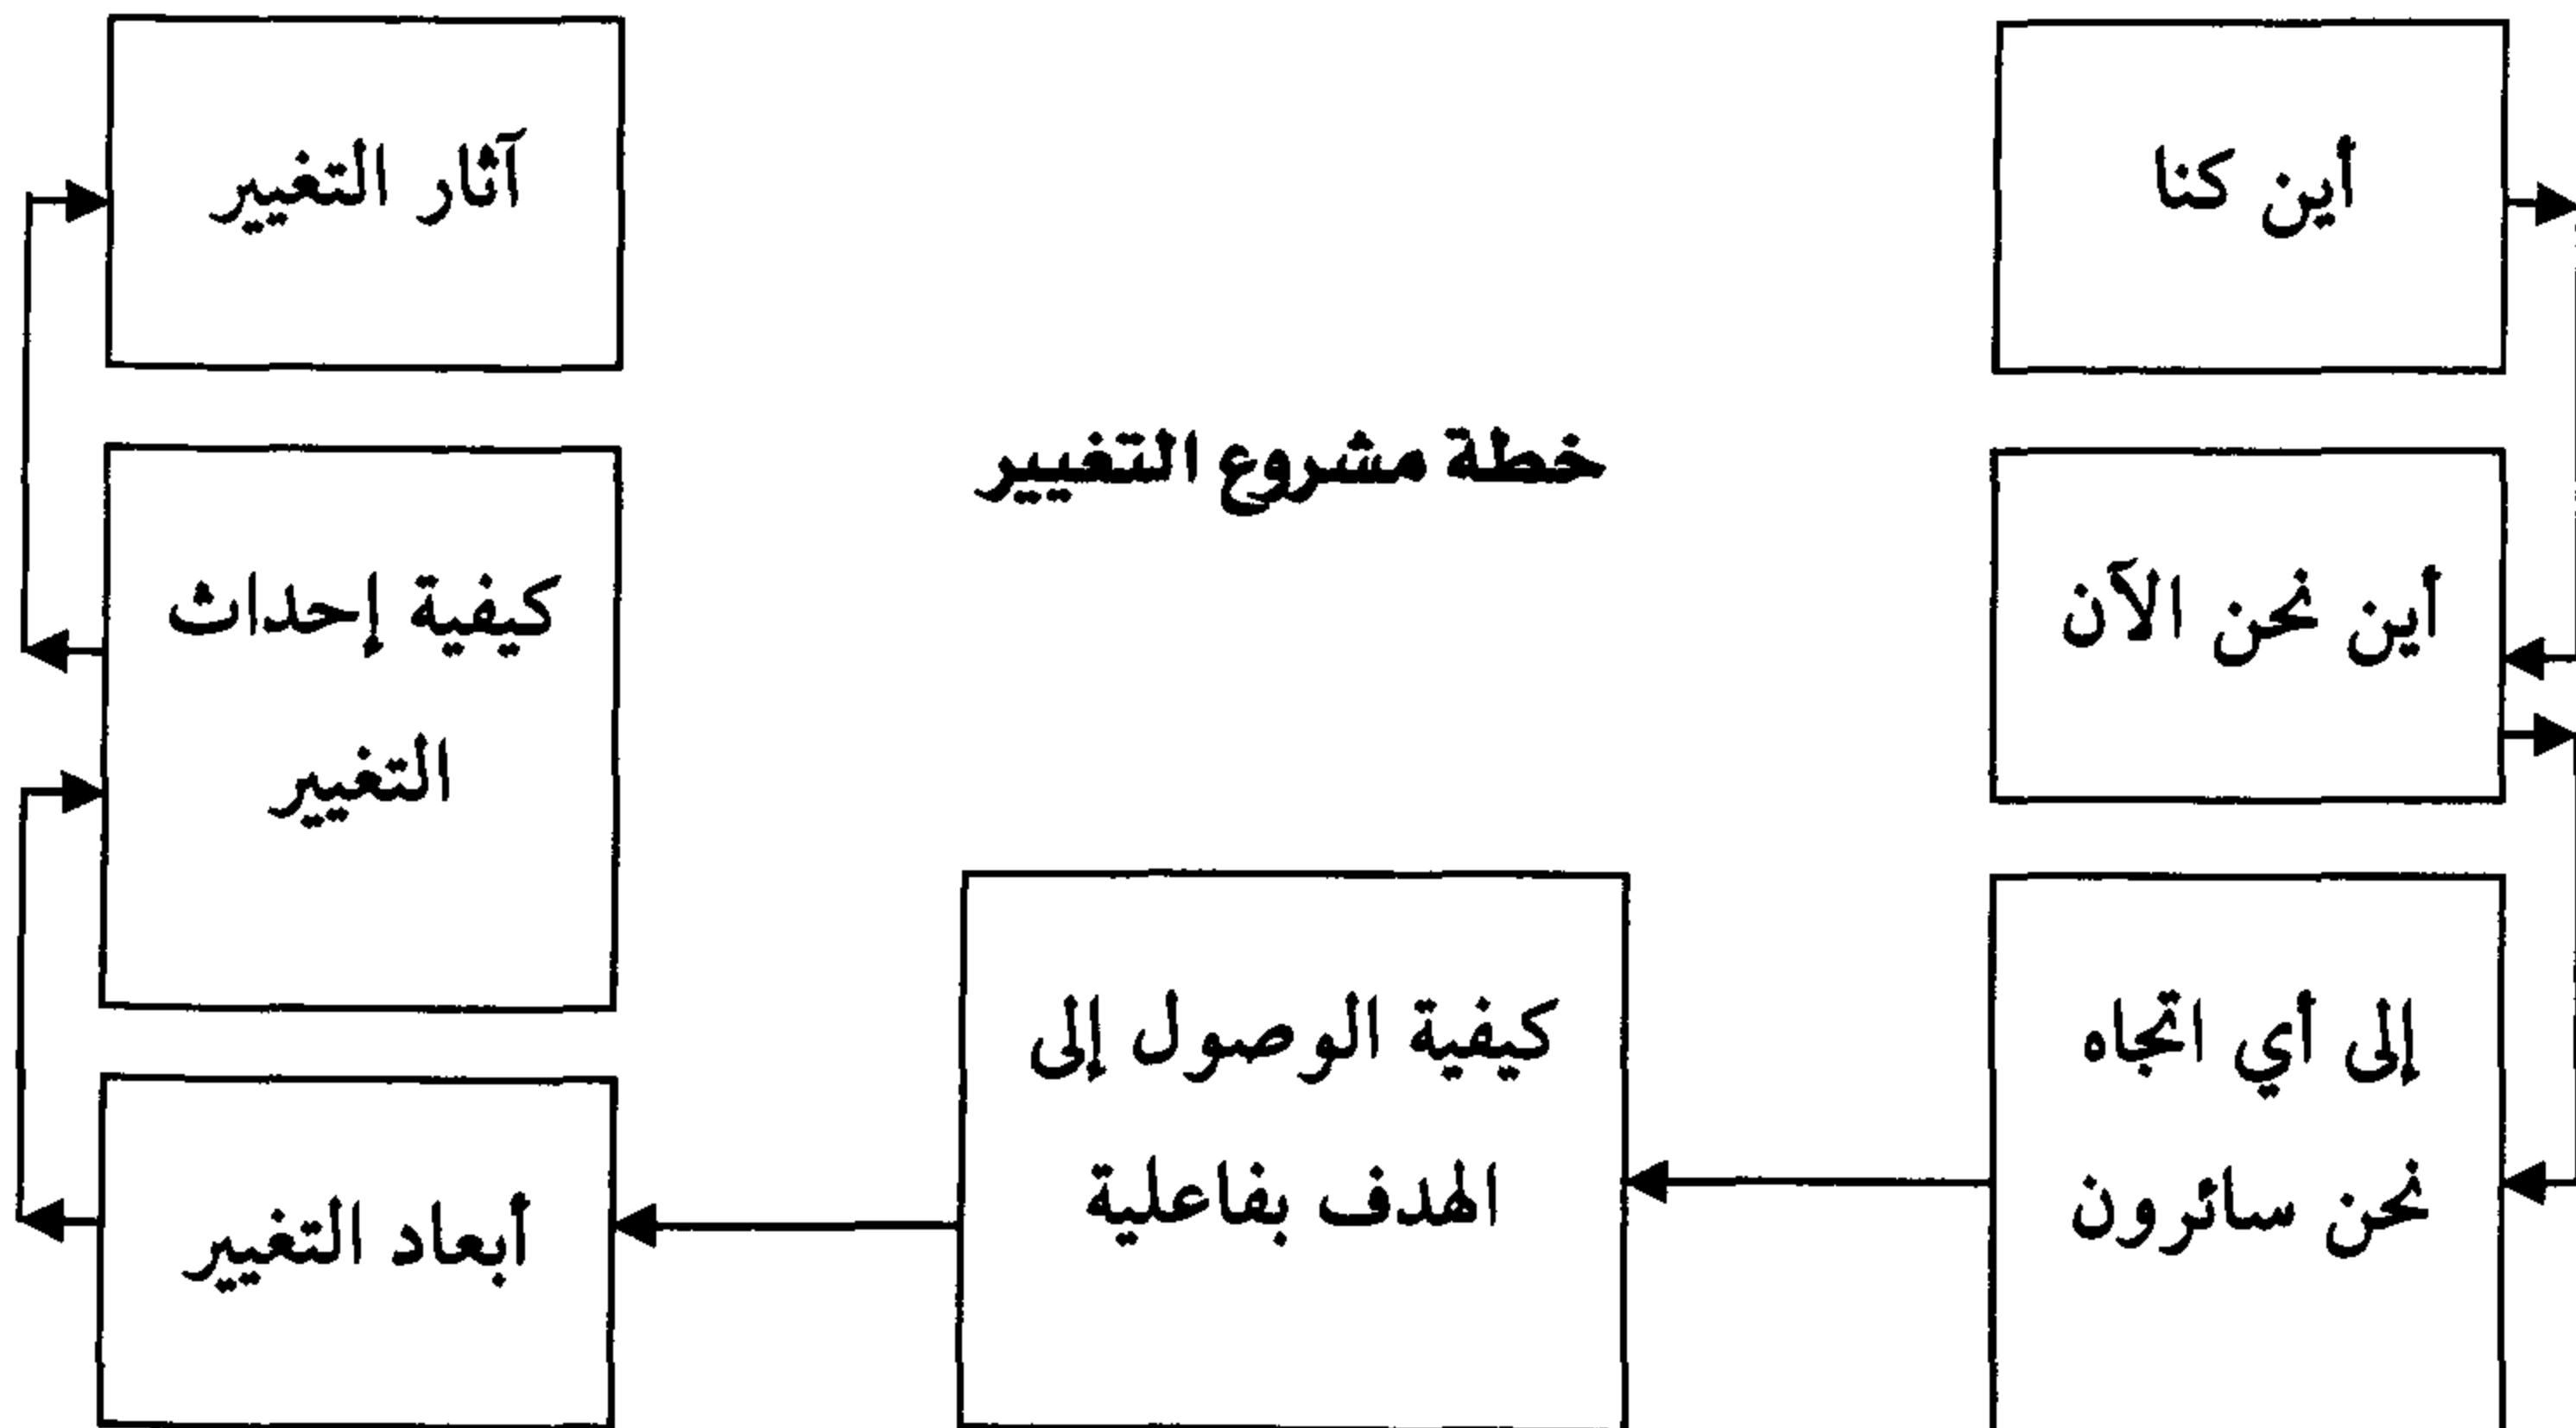 أين كنا
أين نحن الآن
إلى أي اتجاه
نحن سائرون
خطة مشروع التغيير
كيفية الوصول إلى
الهدف بفاعلية
أبعاد التغيير
كيفية إحداث
التغيير
آثار التغيير